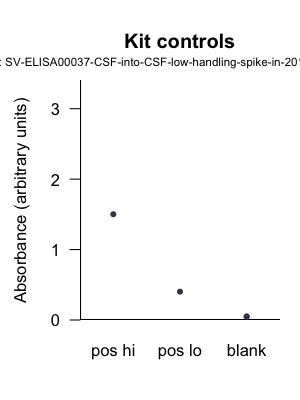 Kit controls
: SV-ELISA00037-CSF-into-CSF-low-handling-spike-in-201
Absorbance (arbitrary units)
3
2
1
0
pos hi pos lo blank